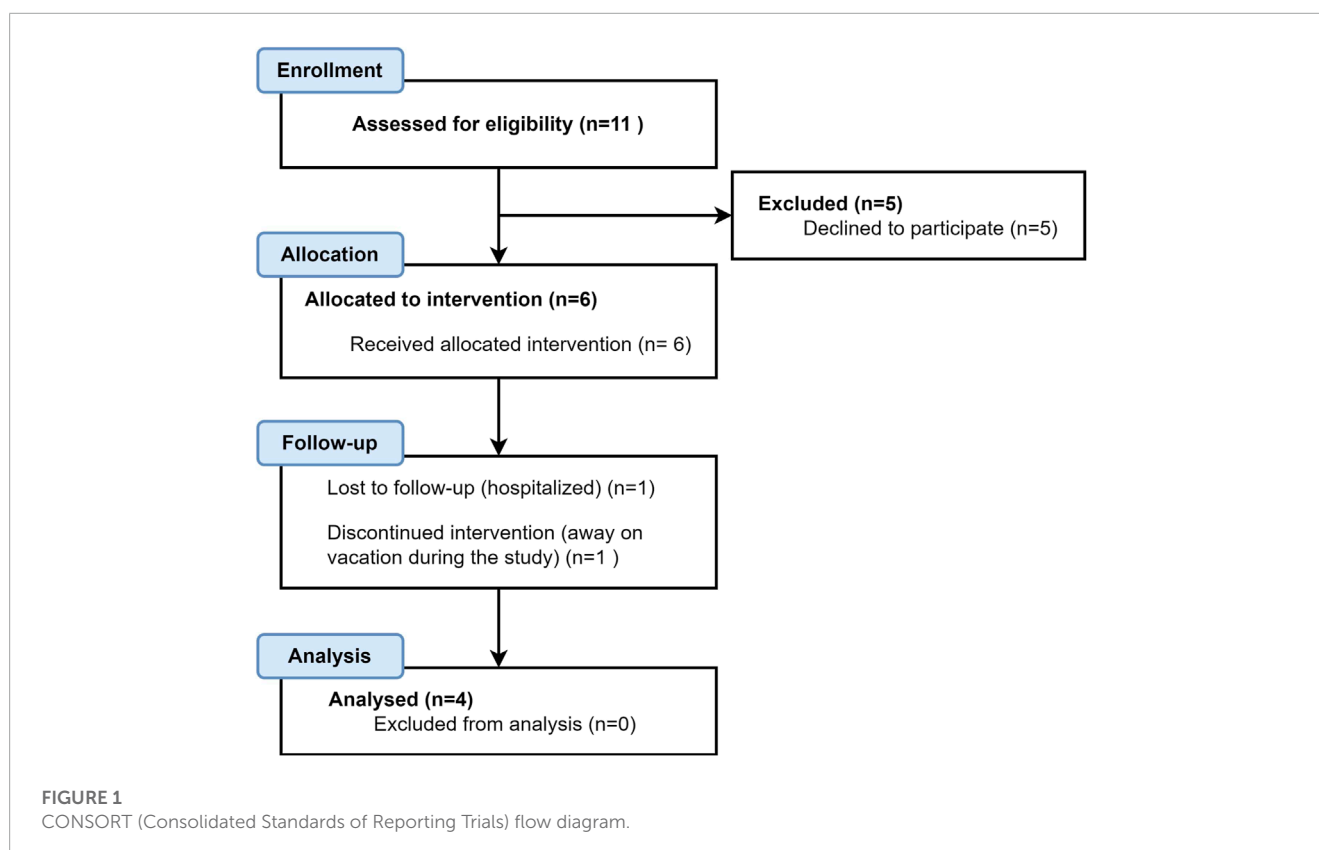 Enrollment
Assessed for eligibility (n=11 )
Excluded (n=5)
Declined to participate (n=5)
Allocation
Allocated to intervention (n=6)
Received allocated intervention (n= 6)
Follow-up
Lost to follow-up (hospitalized) (n=1)
Discontinued intervention (away on
vacation during the study) (n=1 )
Analysis
Analysed (n=4)
Excluded from analysis (n=0)
FIGURE 1
CONSORT (Consolidated Standards of Reporting Trials) flow diagram.